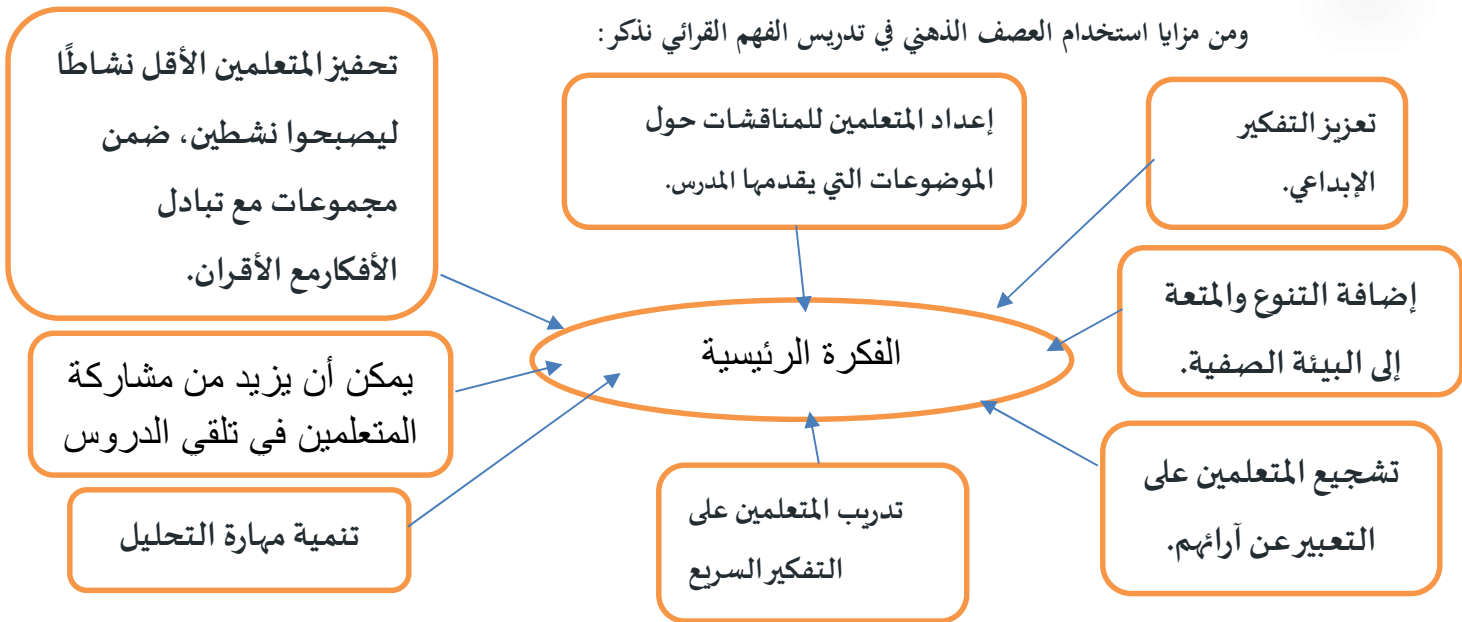 ومن مزايا استخدام العصف الذهني في تدريس الفهم القرائي نذكر :
تعزيز التفكير
الإبداعي.
إعداد المتعلمين للمناقشات حول
الموضوعات التي يقدمها المدرس.
تحفيز المتعلمين الأقل نشاطًا
ليصبحوا نشطين، ضمن
مجموعات مع تبادل
الأفكارمع الأقران.
إضافة التنوع والمتعة
إلى البيئة الصفية.
الفكرة الرئيسية
يمكن أن يزيد من مشاركة
المتعلمين في تلقي الدروس
تشجيع المتعلمين على
التعبير عن آرائهم.
تدريب المتعلمين على
التفكير السريع
تنمية مهارة التحليل